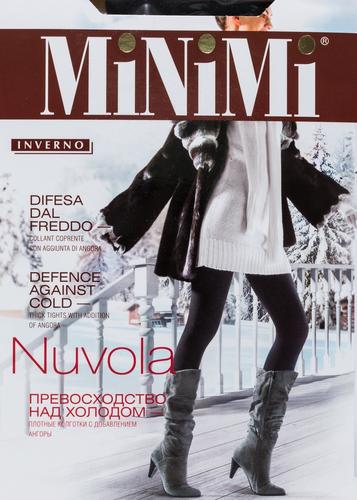 MiNiMi®
INVERNO
DIFESA
DAL
FREDDO —
COLLANT COPRENTE
CON AGGIUNTA DI ANGORA
DEFENCE
AGAINST
COLD —
THICK TIGHTS WITH ADDITION
OF ANGORA
Nuvola
ПРЕВОСХОДСТВО
НАД ХОЛОДОМ —
ПЛОТНЫЕ КОЛГОТКИ С ДОБАВЛЕНИЕМ
АНГОРЫ